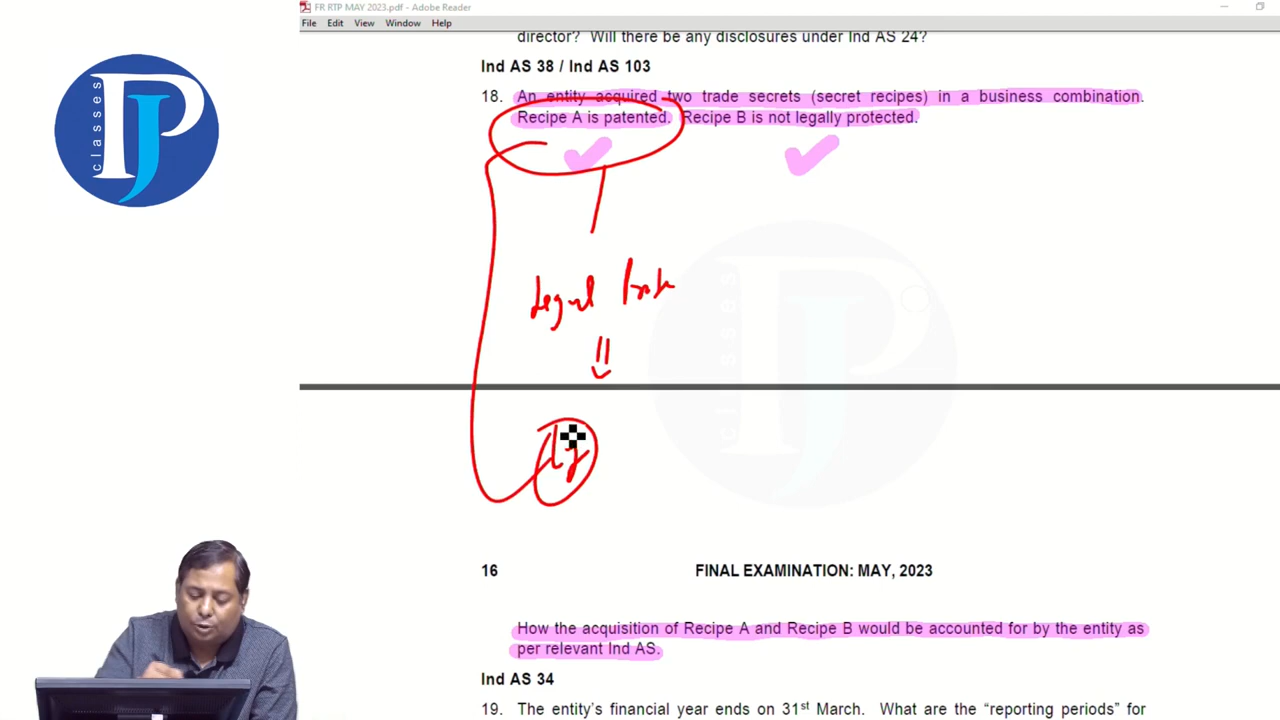 FR RTP MAY 2023.pdf - Adobe Reader
File Edit View Window Help
director? Will there be any disclosures under Ind AS 24?
Ind AS 38 / Ind AS 103
18. An entity acquired two trade secrets (secret recipes) in a business combination.
Recipe A is patented. Recipe B is not legally protected.
Legal
16 FINAL EXAMINATION: MAY, 2023
How the acquisition of Recipe A and Recipe B would be accounted for by the entity as
per relevant Ind AS.
Ind AS 34
19. The entity's financial year ends on 31st March. What are the “reporting periods” for
PJ
classes